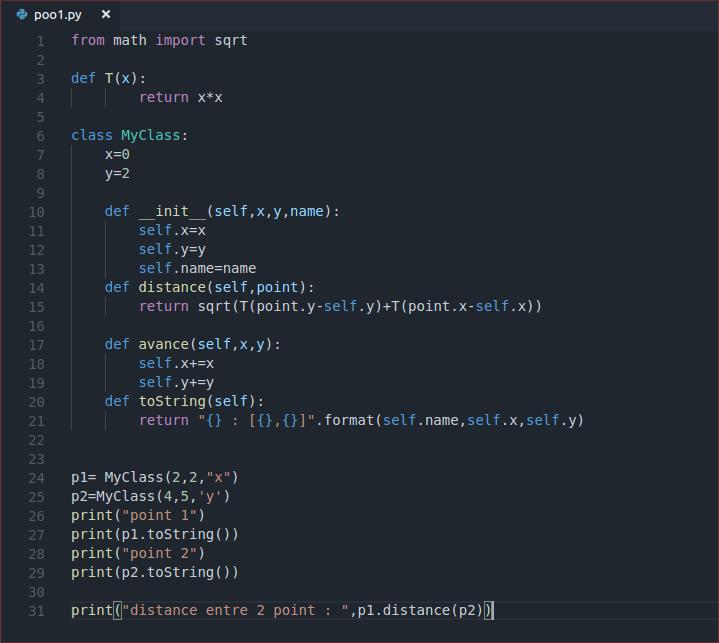 poo1.py ×
1 from math import sqrt
2
3 def T(x):
4         return x*x
5
6 class MyClass:
7     x=0
8     y=2
9
10     def __init__(self,x,y,name):
11         self.x=x
12         self.y=y
13         self.name=name
14     def distance(self,point):
15         return sqrt(T(point.y-self.y)+T(point.x-self.x))
16
17     def avance(self,x,y):
18         self.x+=x
19         self.y+=y
20     def toString(self):
21         return "{} : [{},{}]".format(self.name,self.x,self.y)
22
23
24 p1= MyClass(2,2,"x")
25 p2=MyClass(4,5,'y')
26 print("point 1")
27 print(p1.toString())
28 print("point 2")
29 print(p2.toString())
30
31 print("distance entre 2 point : ",p1.distance(p2))